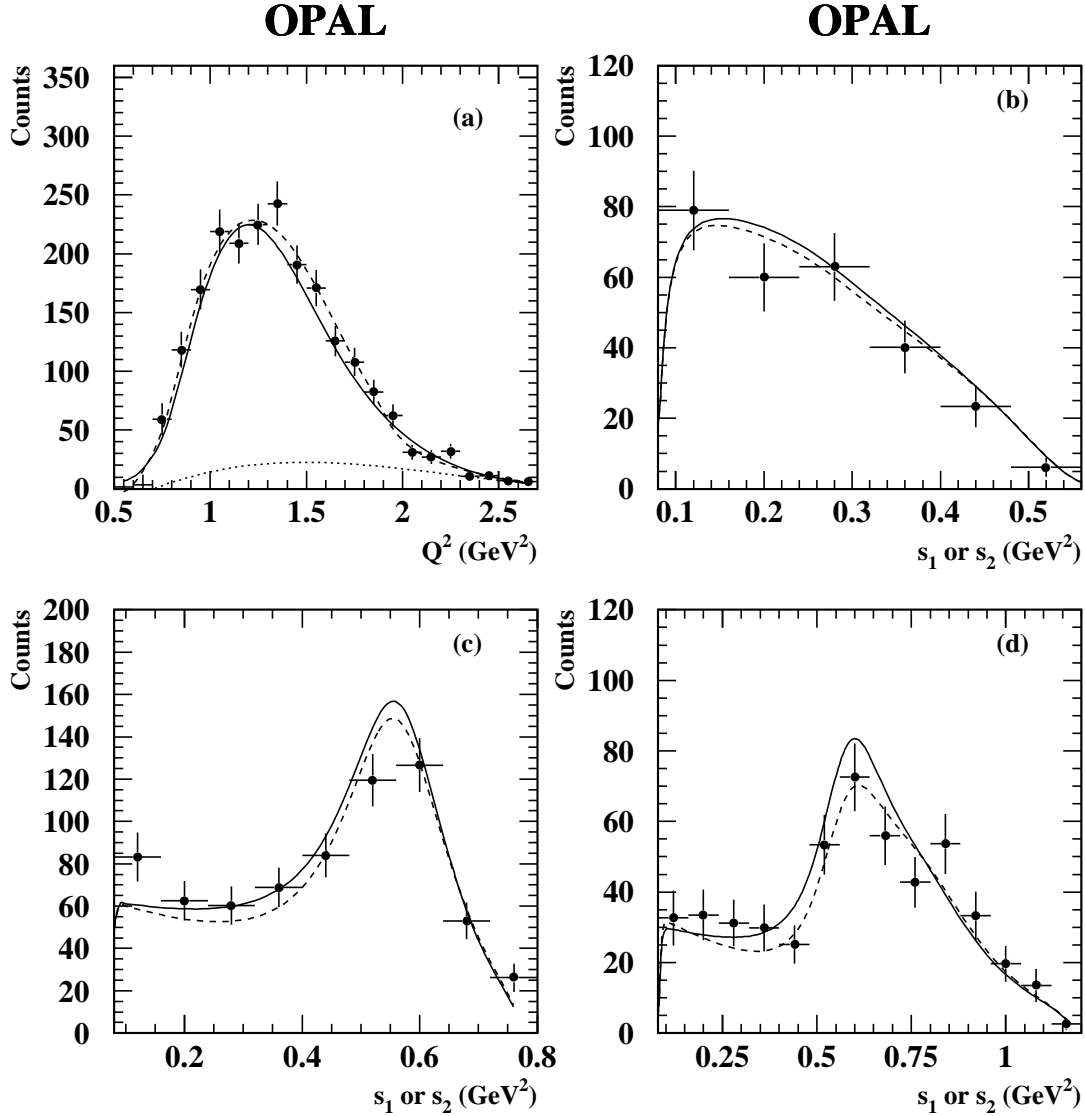 OPAL
OPAL
Counts
350
300
250
200
150
100
50
0
(a)
0.5 1 1.5 2 2.5
Q² (GeV²)
Counts
120
100
80
60
40
20
0
(b)
0.1 0.2 0.3 0.4 0.5
s₁ or s₂ (GeV²)
Counts
200
180
160
140
120
100
80
60
40
20
0
(c)
0.2 0.4 0.6 0.8
s₁ or s₂ (GeV²)
Counts
120
100
80
60
40
20
0
(d)
0.25 0.5 0.75 1
s₁ or s₂ (GeV²)